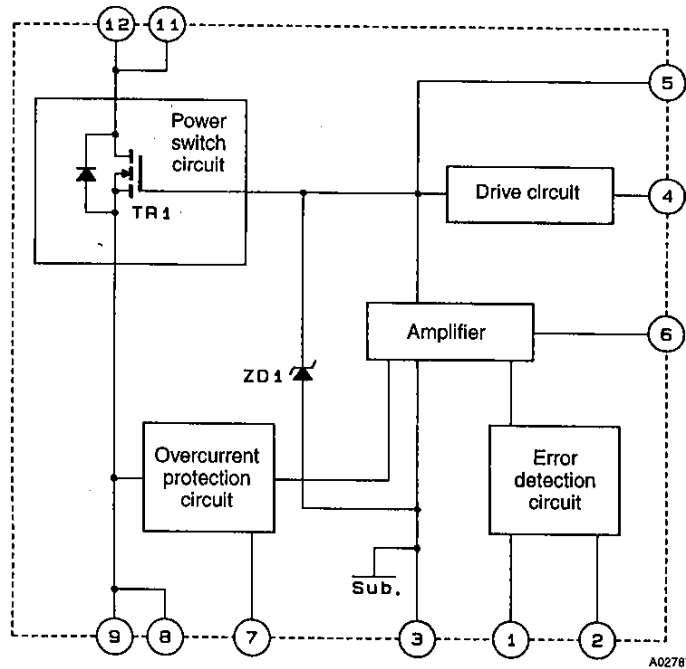 12 11
Power
switch
circuit
5
TR1
Drive circuit
4
Amplifier
6
ZD1
Overcurrent
protection
circuit
Error
detection
circuit
Sub.
9 8 7 3 1 2
A0278